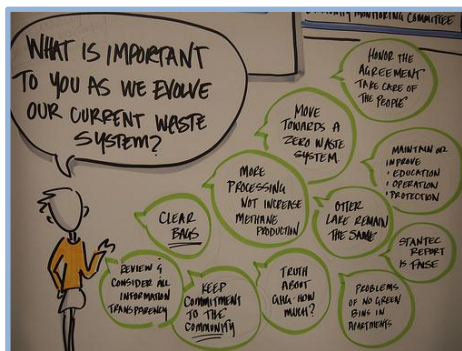 MONITORING COMMITTEE
WHAT IS IMPORTANT
TO YOU AS WE EVOLVE
OUR CURRENT WASTE
SYSTEM?
HONOR THE
AGREEMENT
"TAKE CARE OF
THE PEOPLE"
MOVE
TOWARDS A
ZERO WASTE
SYSTEM.
MAINTAIN OR
IMPROVE
• EDUCATION
• OPERATION
• PROTECTION
MORE
PROCESSING
NOT INCREASE
METHANE
PRODUCTION
CLEAR
BAGS
OTTER
LAKE REMAIN
THE SAME
STANTEC
REPORT
IS FALSE
REVIEW &
CONSIDER ALL
INFORMATION
TRANSPARENCY
KEEP
COMMITMENT
TO THE
COMMUNITY
TRUTH
ABOUT
GHG HOW
MUCH?
PROBLEMS
OF NO GREEN
BINS IN
APARTMENTS